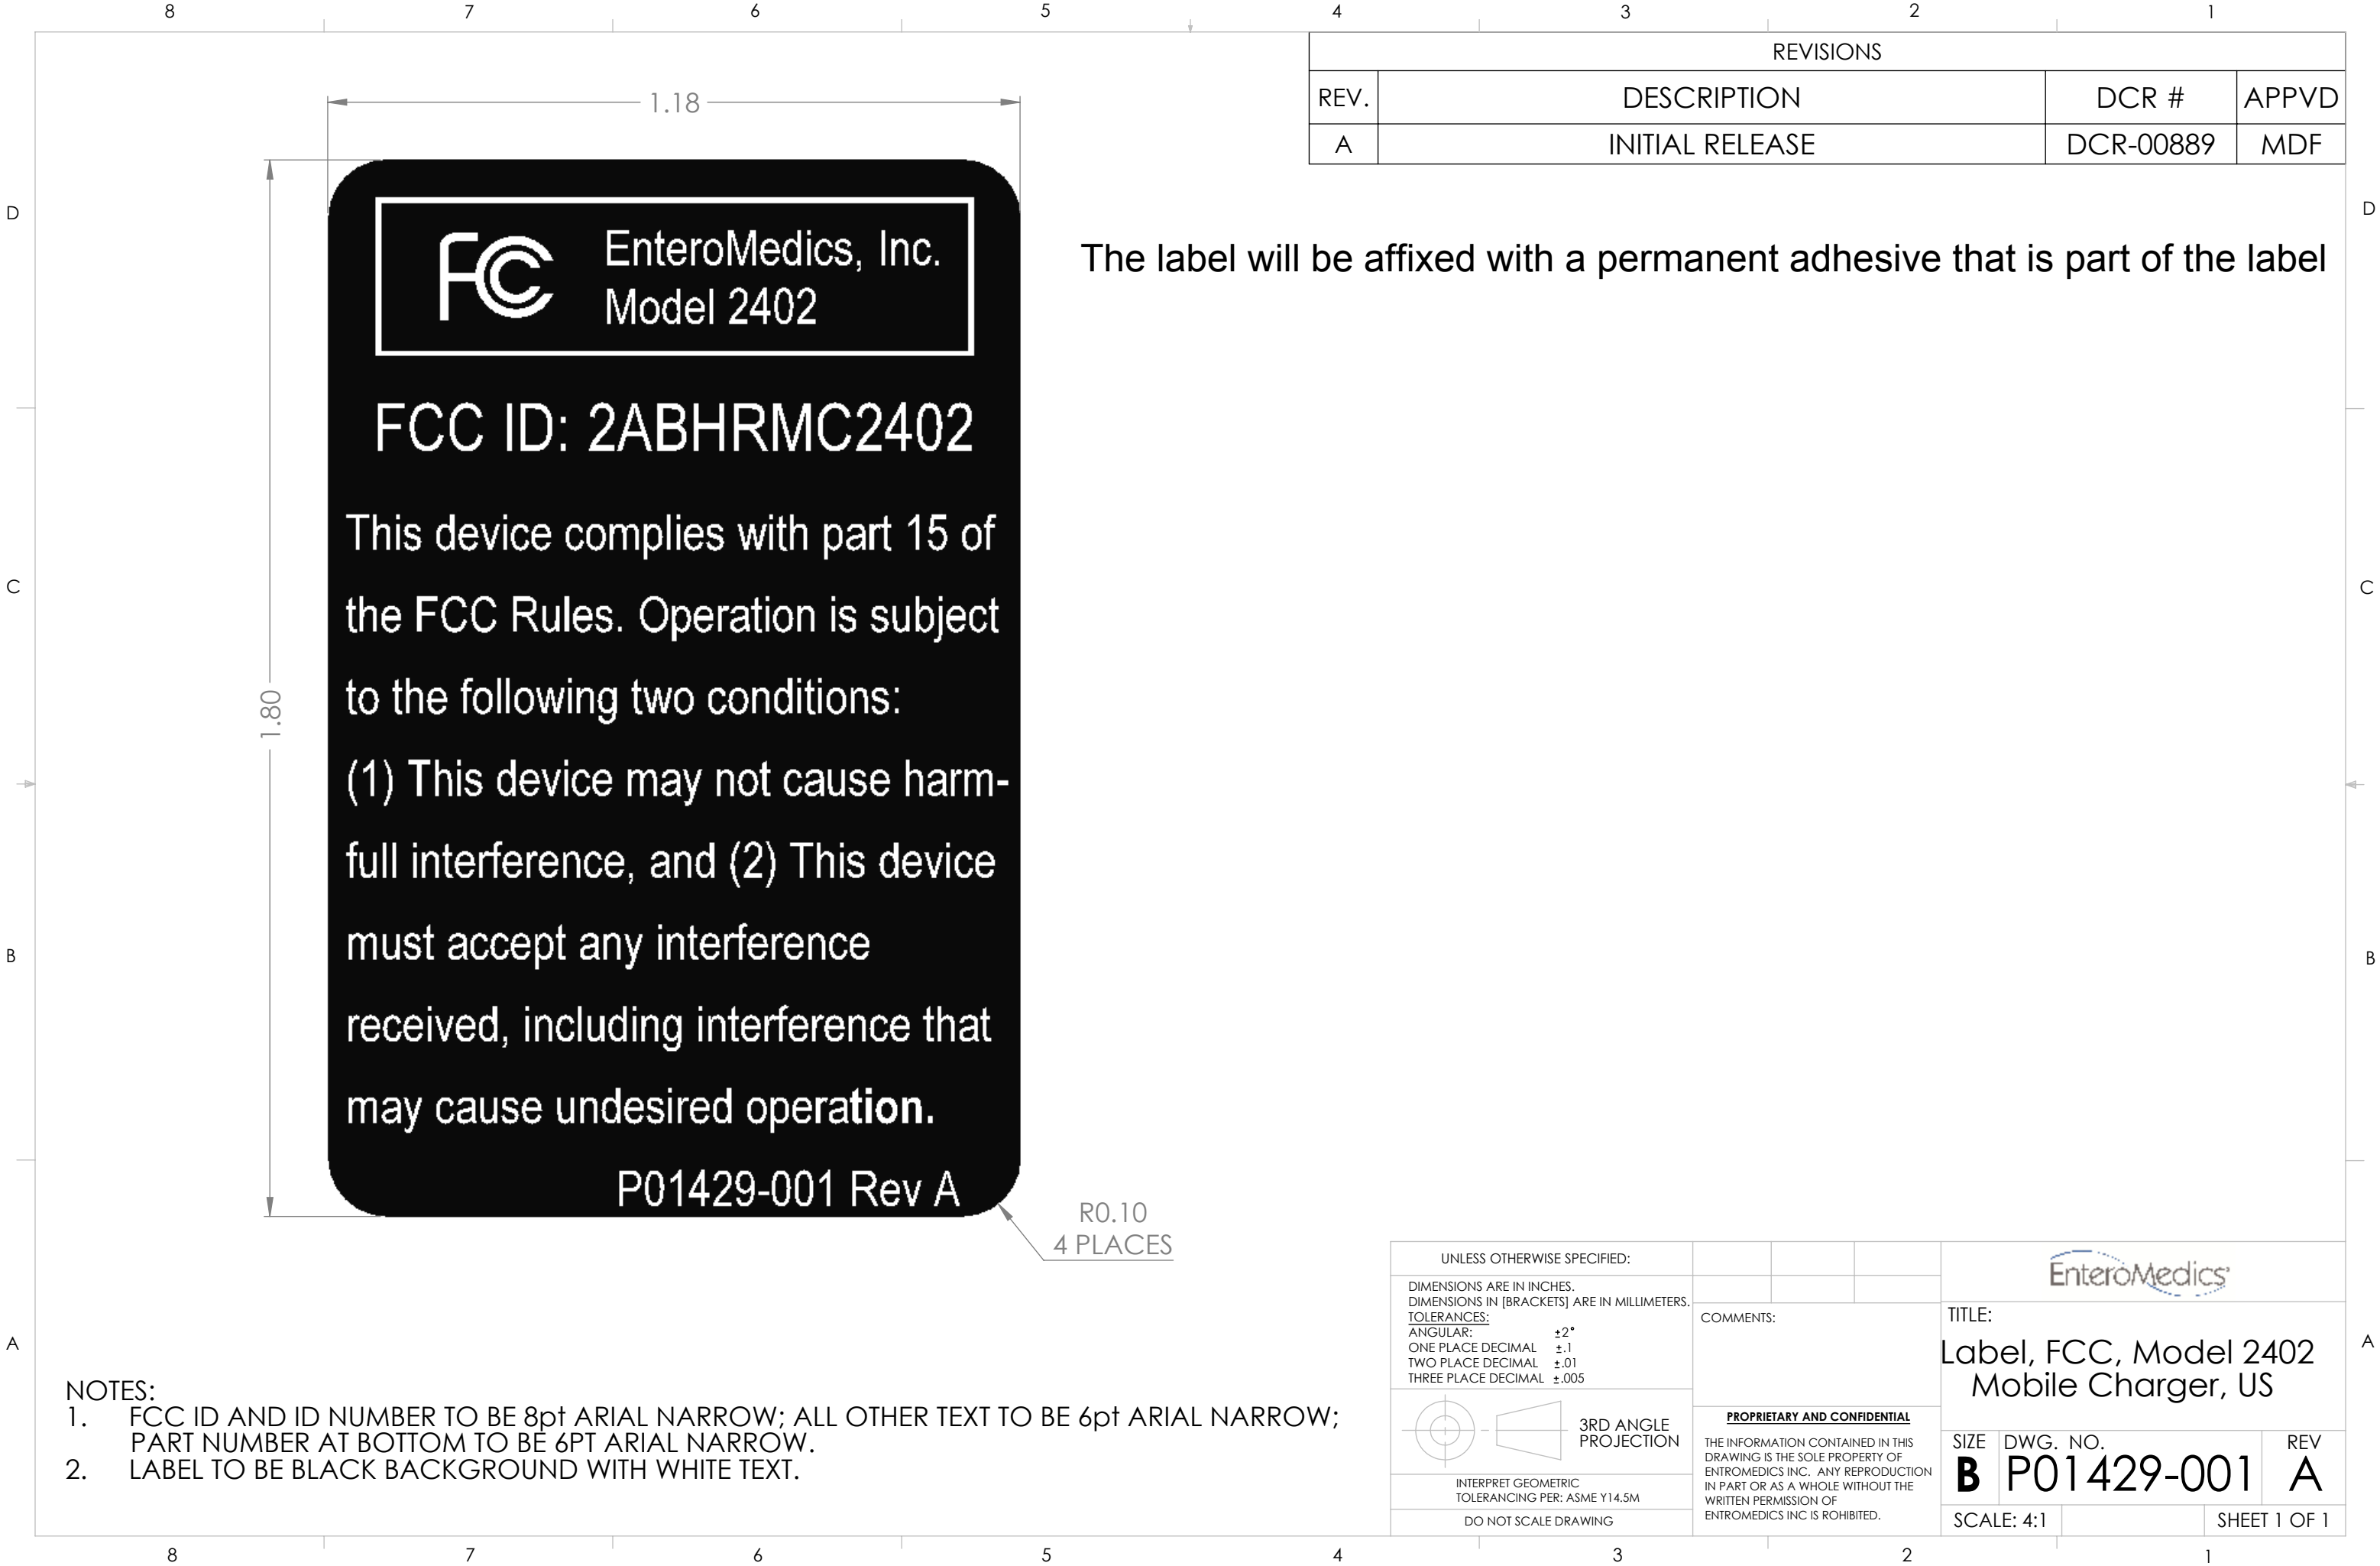 8 7 6 5 4 3 2 1
REVISIONS
REV. DESCRIPTION DCR # APPVD
A INITIAL RELEASE DCR-00889 MDF
1.18
D D
The label will be affixed with a permanent adhesive that is part of the label
FC EnteroMedics, Inc.
Model 2402
FCC ID: 2ABHRMC2402
This device complies with part 15 of
the FCC Rules. Operation is subject
to the following two conditions:
(1) This device may not cause harm-
full interference, and (2) This device
must accept any interference
received, including interference that
may cause undesired operation.
P01429-001 Rev A
C C
1.80
B B
R0.10
4 PLACES
A A
NOTES:
1. FCC ID AND ID NUMBER TO BE 8pt ARIAL NARROW; ALL OTHER TEXT TO BE 6pt ARIAL NARROW;
PART NUMBER AT BOTTOM TO BE 6PT ARIAL NARROW.
2. LABEL TO BE BLACK BACKGROUND WITH WHITE TEXT.
UNLESS OTHERWISE SPECIFIED:
DIMENSIONS ARE IN INCHES.
DIMENSIONS IN [BRACKETS] ARE IN MILLIMETERS.
TOLERANCES:
ANGULAR: ±2°
ONE PLACE DECIMAL ±.1
TWO PLACE DECIMAL ±.01
THREE PLACE DECIMAL ±.005
3RD ANGLE
PROJECTION
INTERPRET GEOMETRIC
TOLERANCING PER: ASME Y14.5M
DO NOT SCALE DRAWING
COMMENTS:
PROPRIETARY AND CONFIDENTIAL
THE INFORMATION CONTAINED IN THIS
DRAWING IS THE SOLE PROPERTY OF
ENTROMEDICS INC. ANY REPRODUCTION
IN PART OR AS A WHOLE WITHOUT THE
WRITTEN PERMISSION OF
ENTROMEDICS INC IS ROHIBITED.
EnteroMedics
TITLE:
Label, FCC, Model 2402
Mobile Charger, US
SIZE DWG. NO. REV
B P01429-001 A
SCALE: 4:1 SHEET 1 OF 1
8 7 6 5 4 3 2 1